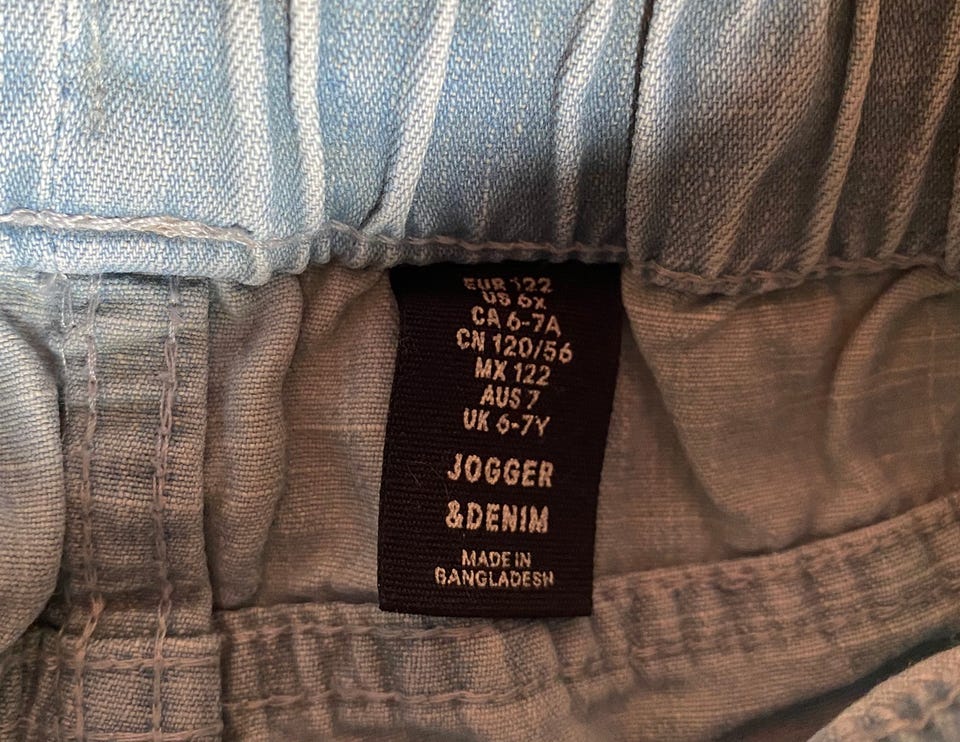 EUR 122
US 6X
CA 6-7A
CN 120/56
MX 122
AUS 7
UK 6-7Y
JOGGER
&DENIM
MADE IN
BANGLADESH